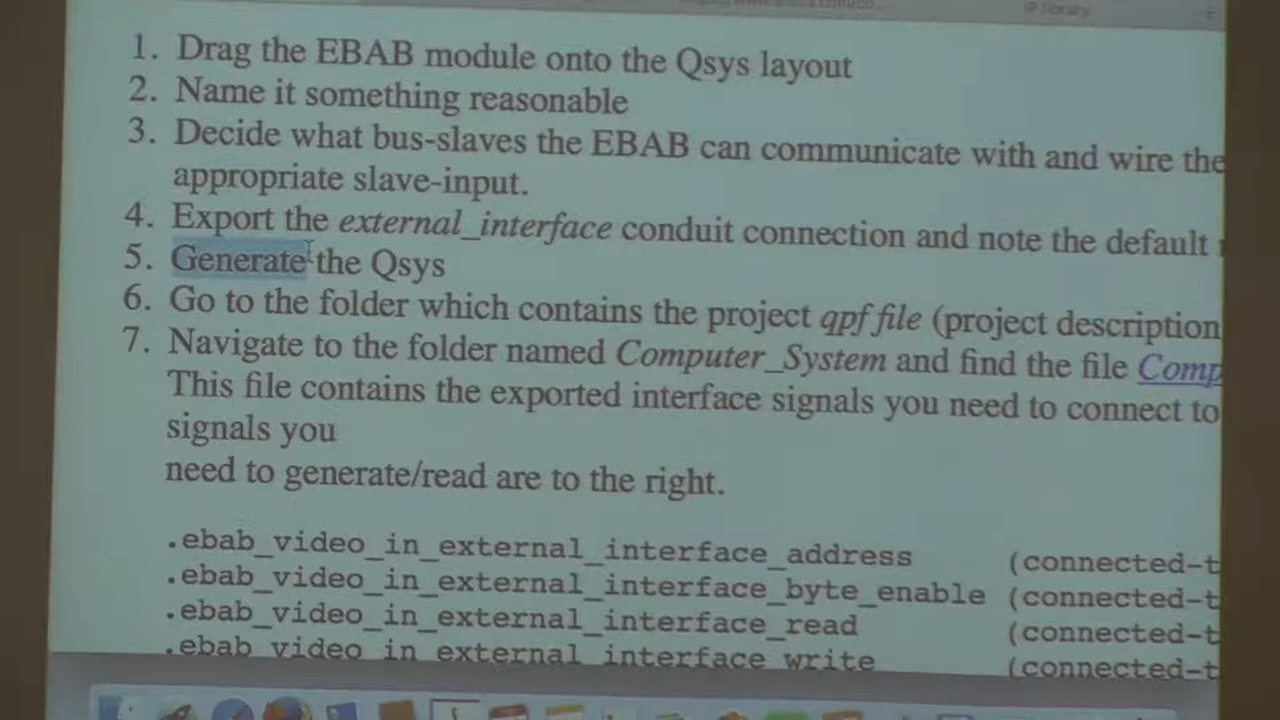 IP library
1. Drag the EBAB module onto the Qsys layout
2. Name it something reasonable
3. Decide what bus-slaves the EBAB can communicate with and wire the
appropriate slave-input.
4. Export the external_interface conduit connection and note the default
5. Generate the Qsys
6. Go to the folder which contains the project qpf file (project description
7. Navigate to the folder named Computer_System and find the file Comp
This file contains the exported interface signals you need to connect to
signals you
need to generate/read are to the right.
.ebab_video_in_external_interface_address (connected-t
.ebab_video_in_external_interface_byte_enable (connected-t
.ebab_video_in_external_interface_read (connected-t
.ebab_video_in_external_interface_write (connected-t